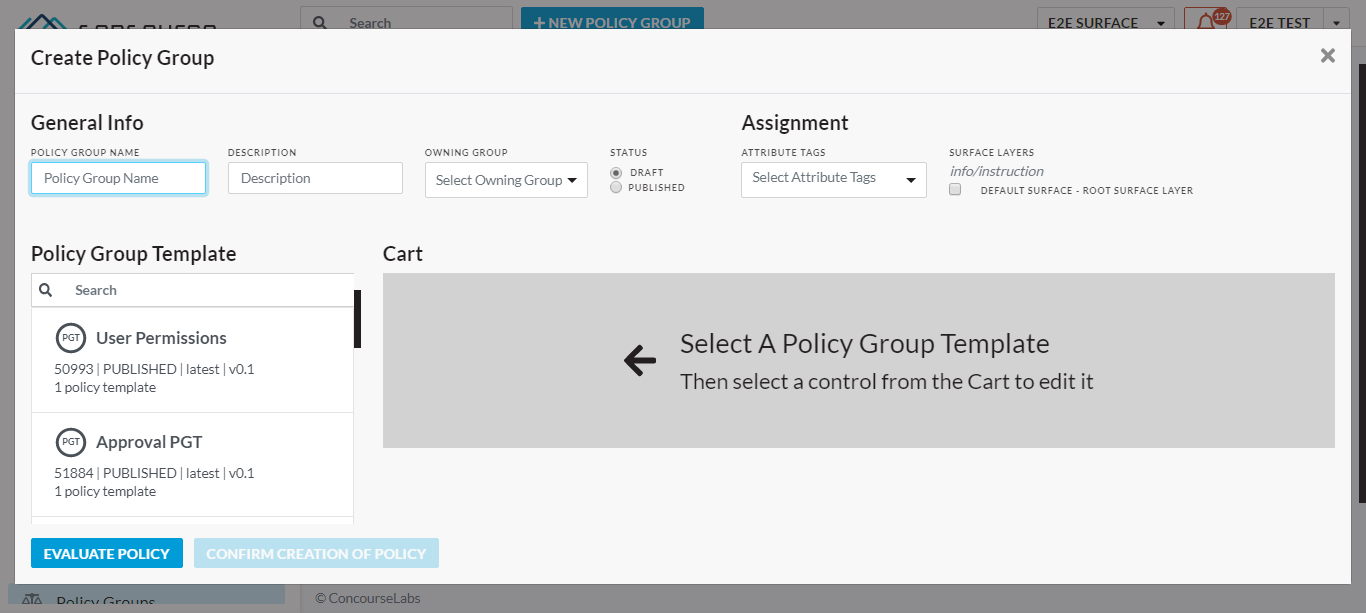 Search
+ NEW POLICY GROUP
E2E SURFACE
127
E2E TEST
Create Policy Group
General Info
Assignment
POLICY GROUP NAME
DESCRIPTION
OWNING GROUP
STATUS
ATTRIBUTE TAGS
SURFACE LAYERS
Policy Group Name
Description
Select Owning Group
DRAFT
PUBLISHED
Select Attribute Tags
info/instruction
DEFAULT SURFACE - ROOT SURFACE LAYER
Policy Group Template
Cart
Search
PGT User Permissions
50993 | PUBLISHED | latest | v0.1
1 policy template
PGT Approval PGT
51884 | PUBLISHED | latest | v0.1
1 policy template
Select A Policy Group Template
Then select a control from the Cart to edit it
EVALUATE POLICY
CONFIRM CREATION OF POLICY
Policy Groups
© ConcourseLabs